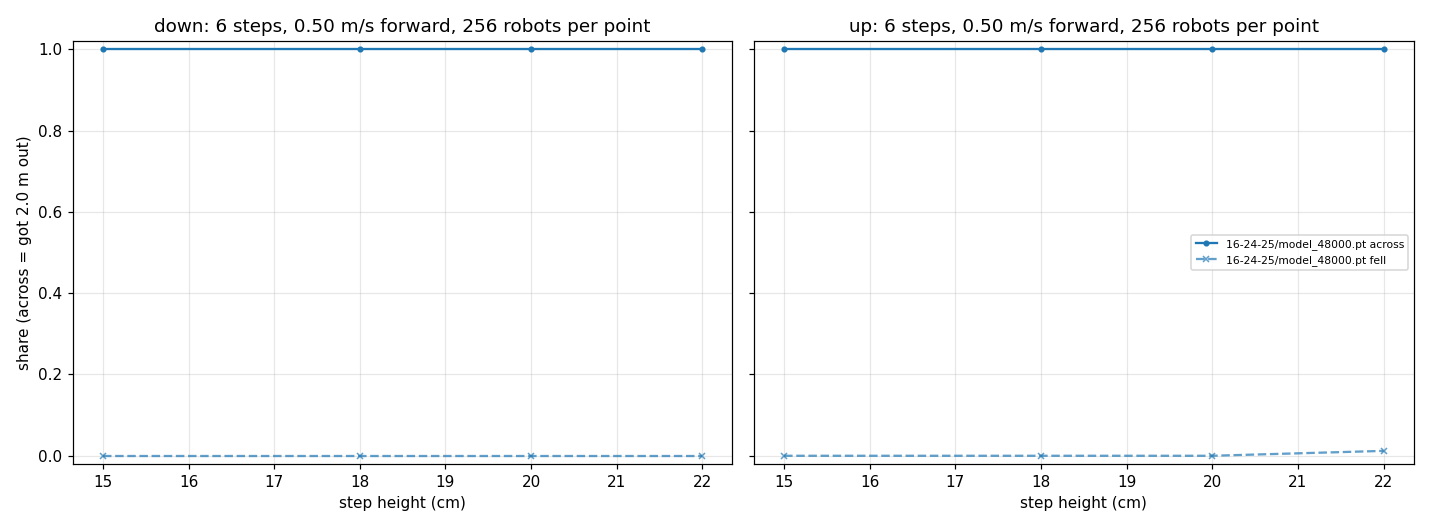 down: 6 steps, 0.50 m/s forward, 256 robots per point
up: 6 steps, 0.50 m/s forward, 256 robots per point
share (across = got 2.0 m out)
1.0
0.8
0.6
0.4
0.2
0.0
16-24-25/model_48000.pt across
16-24-25/model_48000.pt fell
15 16 17 18 19 20 21 22
15 16 17 18 19 20 21 22
step height (cm)
step height (cm)